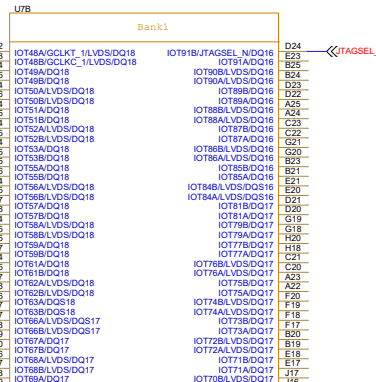 U7B
Bank1
IOT48A/GCLKT_1/LVDS/DQ18 IOT91B/JTAGSEL_N/DQ16 D24 JTAGSEL_
IOT48B/GCLKC_1/LVDS/DQ18 IOT91A/DQ16 E23
IOT49A/DQ18 IOT90B/LVDS/DQ16 B25
IOT49B/DQ18 IOT90A/LVDS/DQ16 B24
IOT50A/LVDS/DQ18 IOT89B/DQ16 D23
IOT50B/LVDS/DQ18 IOT89A/DQ16 D22
IOT51A/DQ18 IOT88B/LVDS/DQ16 A25
IOT51B/DQ18 IOT88A/LVDS/DQ16 A24
IOT52A/LVDS/DQ18 IOT87B/DQ16 C23
IOT52B/LVDS/DQ18 IOT87A/DQ16 C22
IOT53A/DQ18 IOT86B/LVDS/DQ16 G21
IOT53B/DQ18 IOT86A/LVDS/DQ16 G20
IOT55A/DQ18 IOT85B/DQ16 B23
IOT55B/DQ18 IOT85A/DQ16 B21
IOT56A/LVDS/DQ18 IOT84B/LVDS/DQS16 E21
IOT56B/LVDS/DQ18 IOT84A/LVDS/DQS16 E20
IOT57A/DQ18 IOT81B/DQ17 D21
IOT57B/DQ18 IOT81A/DQ17 D20
IOT58A/LVDS/DQ18 IOT79B/DQ17 G19
IOT58B/LVDS/DQ18 IOT79A/DQ17 G18
IOT59A/DQ18 IOT77B/DQ17 H20
IOT59B/DQ18 IOT77A/DQ17 H18
IOT61A/DQ18 IOT76B/LVDS/DQ17 C21
IOT61B/DQ18 IOT76A/LVDS/DQ17 C20
IOT62A/LVDS/DQ18 IOT75B/DQ17 A23
IOT62B/LVDS/DQ18 IOT75A/DQ17 A22
IOT63A/DQS18 IOT74B/LVDS/DQ17 F20
IOT63B/DQS18 IOT74A/LVDS/DQ17 F19
IOT66A/LVDS/DQS17 IOT73B/DQ17 F18
IOT66B/LVDS/DQS17 IOT73A/DQ17 F17
IOT67A/DQ17 IOT72B/LVDS/DQ17 B20
IOT67B/DQ17 IOT72A/LVDS/DQ17 B19
IOT68A/LVDS/DQ17 IOT71B/DQ17 E18
IOT68B/LVDS/DQ17 IOT71A/DQ17 E17
IOT69A/DQ17 IOT70B/LVDS/DQ17 J17
J16